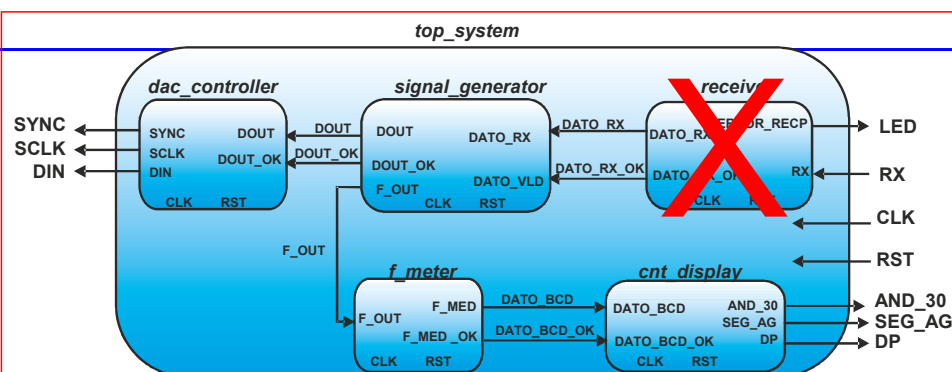 top_system
dac_controller
signal_generator
SYNC
SCLK
DIN
SYNC
SCLK
DIN
DOUT
DOUT_OK
CLK RST
DOUT
DOUT_OK
DOUT
DOUT_OK
F_OUT
DATO_RX
DATO_VLD
CLK RST
DATO_RX
DATO_RX_OK
RX
LED
RX
CLK
RST
F_OUT
f_meter
F_OUT
F_MED
F_MED_OK
CLK RST
DATO_BCD
DATO_BCD_OK
cnt_display
DATO_BCD
DATO_BCD_OK
AND_30
SEG_AG
DP
CLK RST
AND_30
SEG_AG
DP